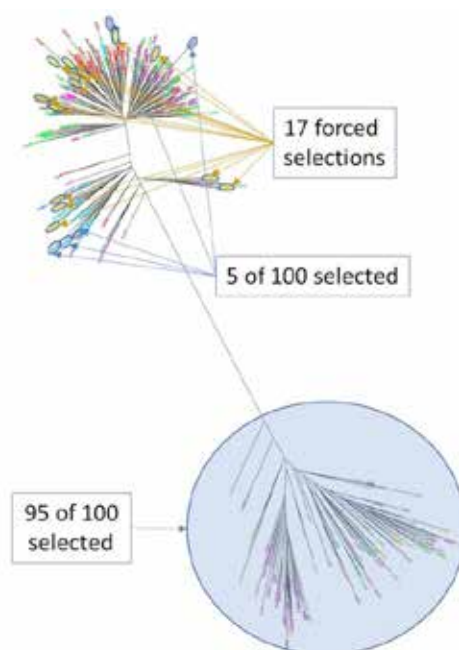 17 forced
selections
5 of 100 selected
95 of 100
selected